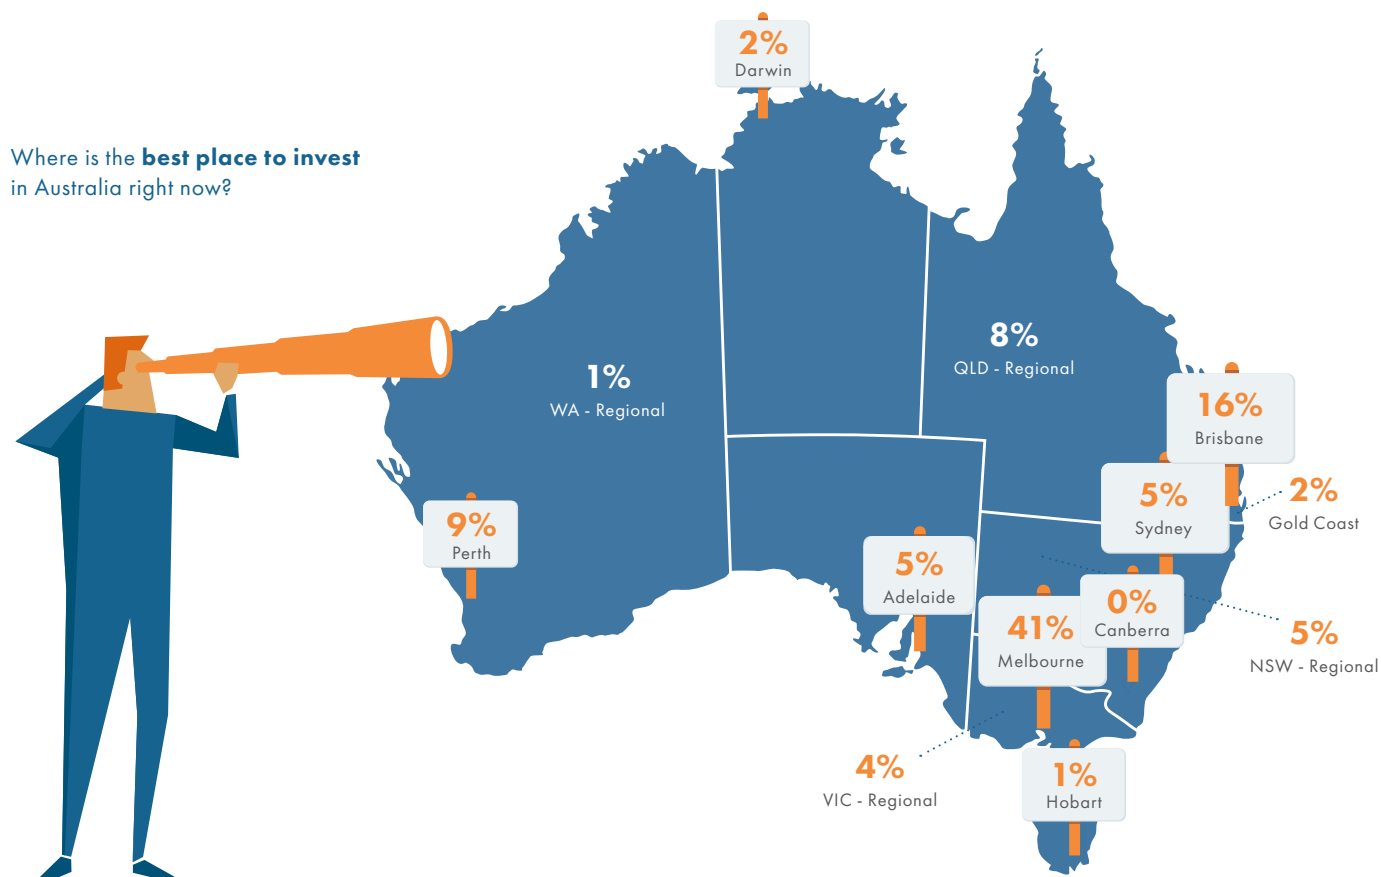 2%
Darwin
Where is the best place to invest
in Australia right now?
8%
QLD - Regional
1%
WA - Regional
16%
Brisbane
5%
Sydney
2%
Gold Coast
9%
Perth
5%
Adelaide
0%
Canberra
41%
Melbourne
5%
NSW - Regional
4%
VIC - Regional
1%
Hobart